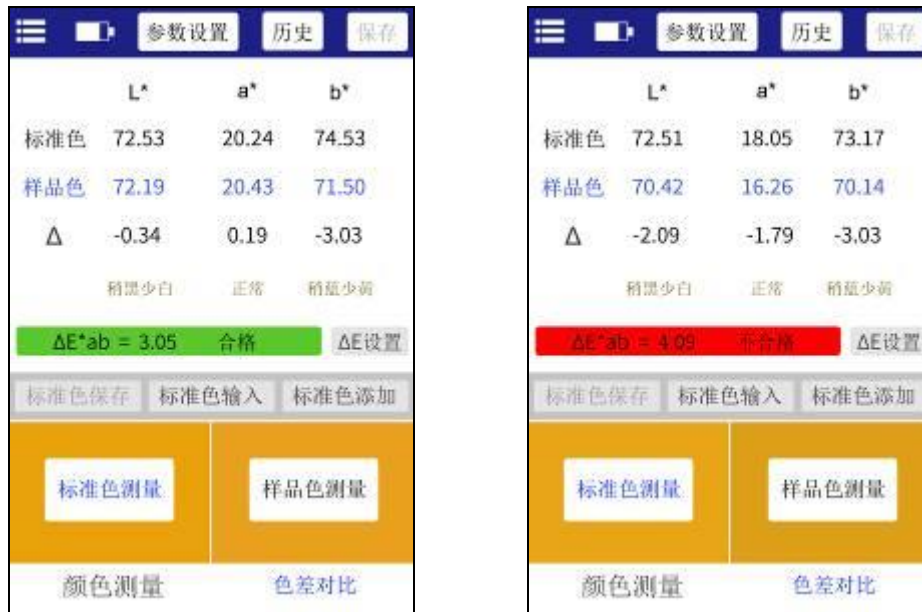 参数设置 历史 保存
L* a* b*
标准色 72.53 20.24 74.53
样品色 72.19 20.43 71.50
Δ -0.34 0.19 -3.03
稍黑少白 正常 稍蓝少黄
ΔE*ab = 3.05 合格 ΔE设置
标准色保存 标准色输入 标准色添加
标准色测量 样品色测量
颜色测量 色差对比
参数设置 历史 保存
L* a* b*
标准色 72.51 18.05 73.17
样品色 70.42 16.26 70.14
Δ -2.09 -1.79 -3.03
稍黑少白 正常 稍蓝少黄
ΔE*ab = 4.09 不合格 ΔE设置
标准色保存 标准色输入 标准色添加
标准色测量 样品色测量
颜色测量 色差对比